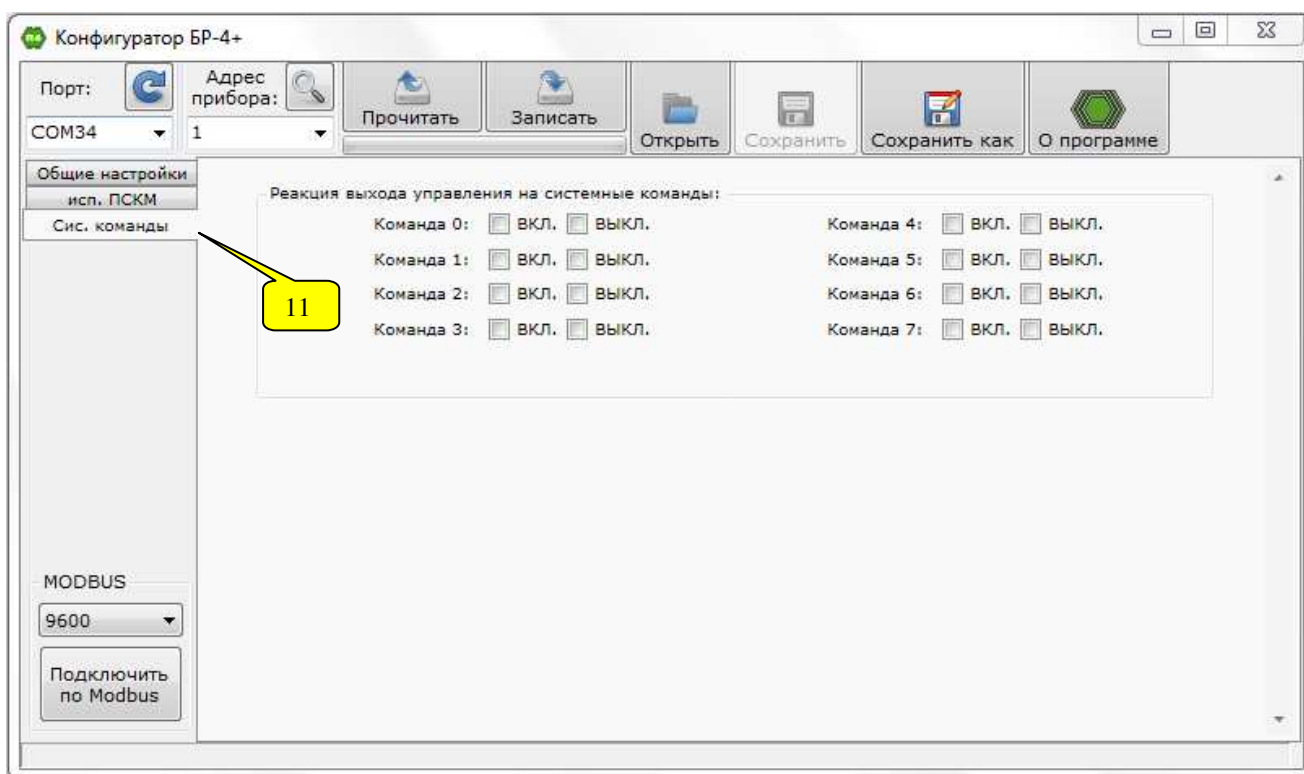 Конфигуратор БР-4+
Порт:
Адрес
прибора:
COM34
1
Прочитать
Записать
Открыть
Сохранить
Сохранить как
О программе
Общие настройки
исп. ПСКМ
Сис. команды
11
Реакция выхода управления на системные команды:
Команда 0: ВКЛ. ВЫКЛ.
Команда 1: ВКЛ. ВЫКЛ.
Команда 2: ВКЛ. ВЫКЛ.
Команда 3: ВКЛ. ВЫКЛ.
Команда 4: ВКЛ. ВЫКЛ.
Команда 5: ВКЛ. ВЫКЛ.
Команда 6: ВКЛ. ВЫКЛ.
Команда 7: ВКЛ. ВЫКЛ.
MODBUS
9600
Подключить
по Modbus